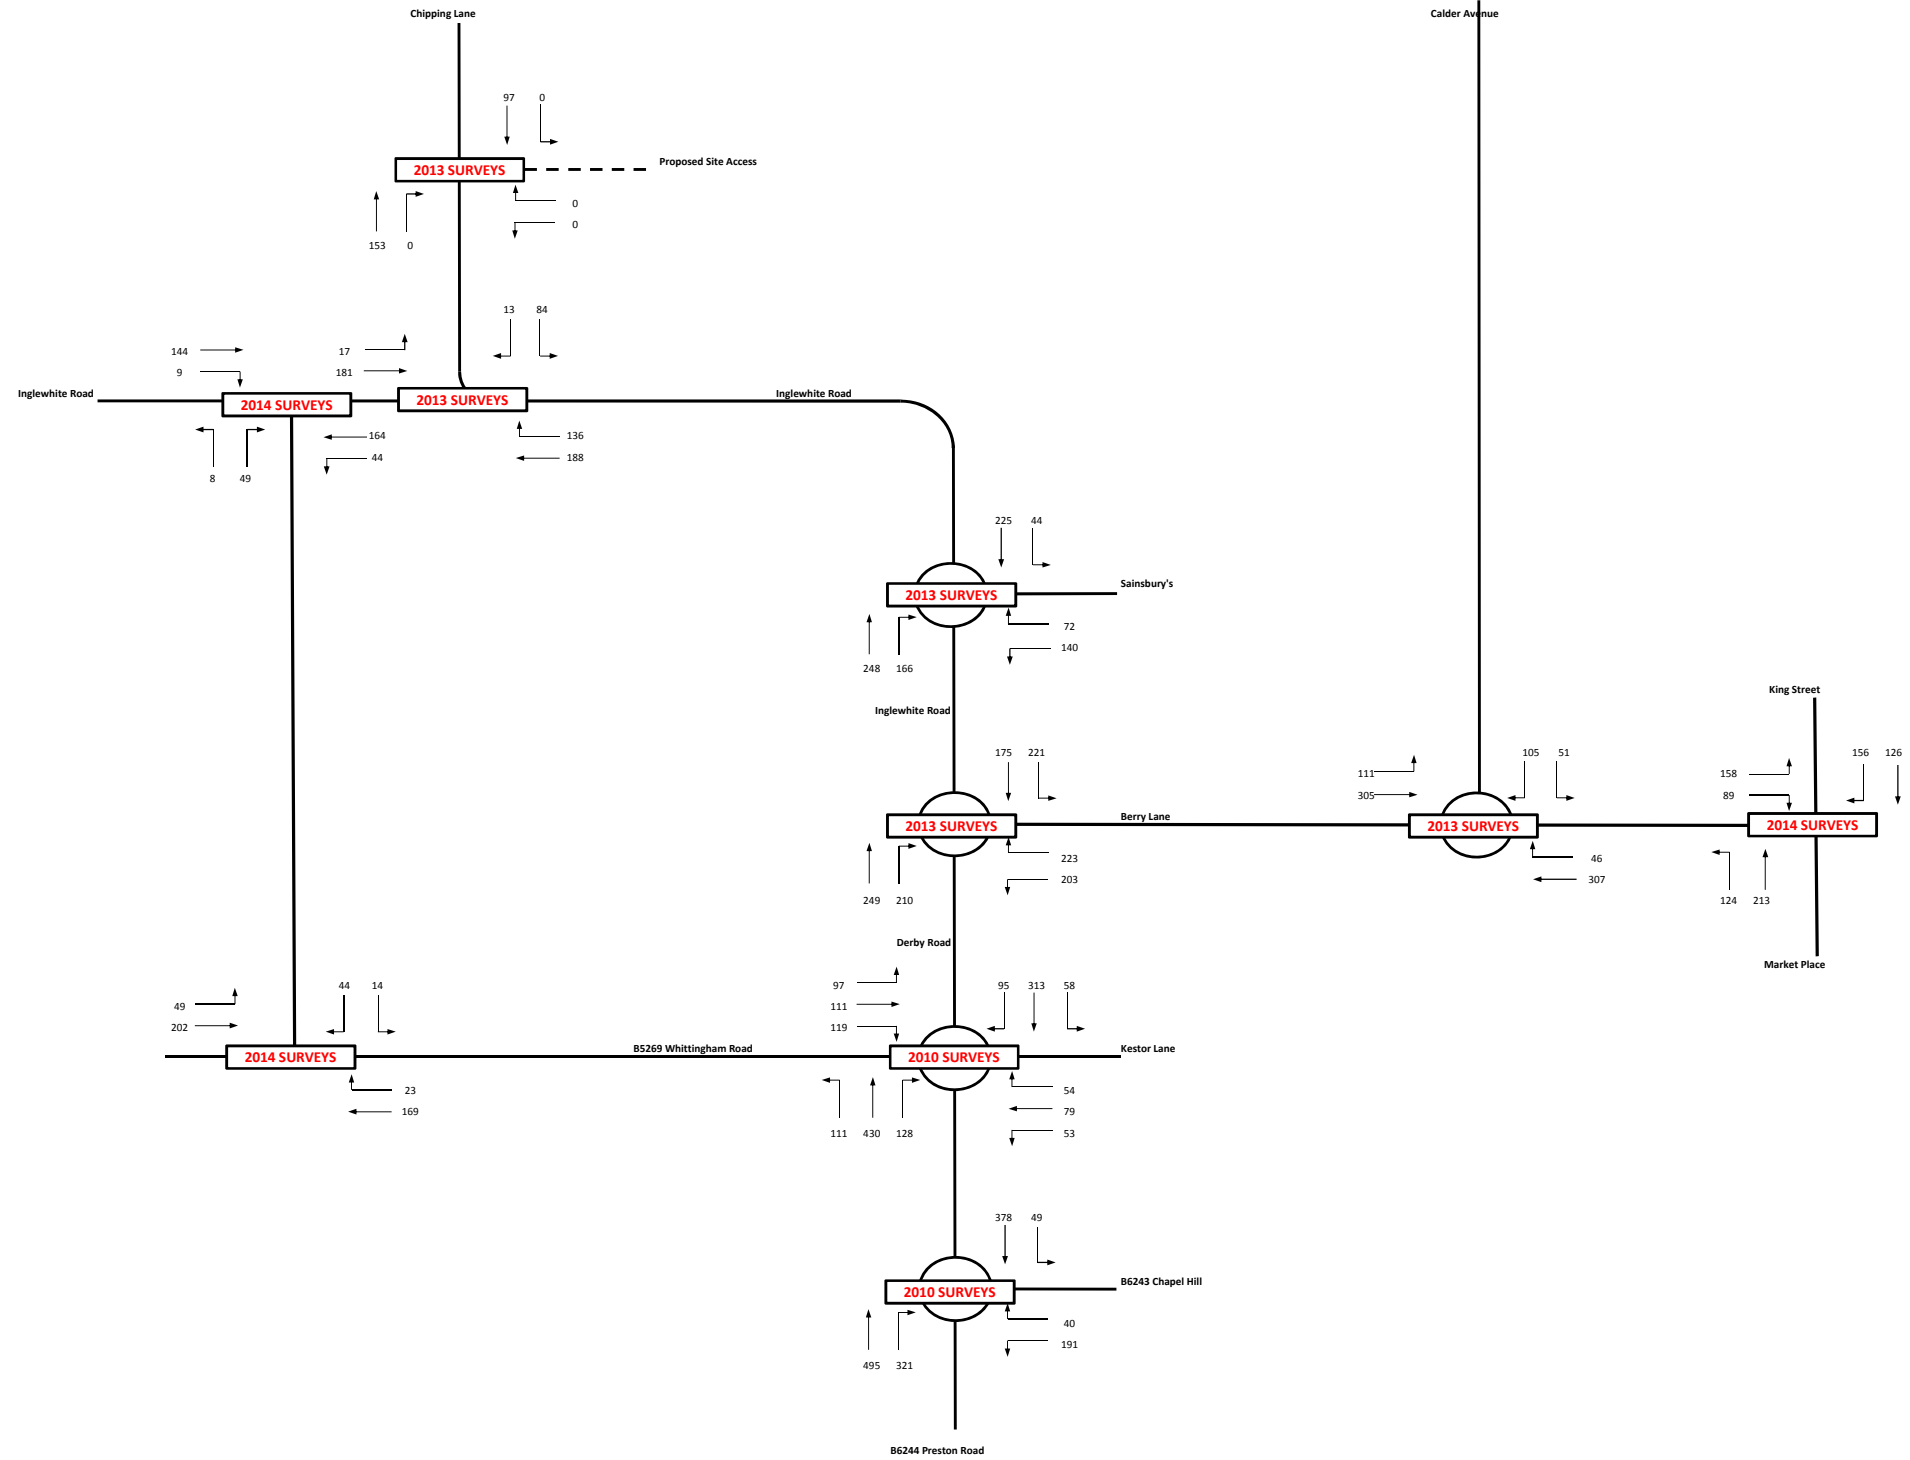 Chipping Lane
Calder Avenue
97 0
2013 SURVEYS
Proposed Site Access
0
0
153 0
13 84
144
9
17
181
Inglewhite Road
2014 SURVEYS
2013 SURVEYS
Inglewhite Road
164
44
136
188
8 49
225 44
2013 SURVEYS
Sainsbury's
72
140
248 166
King Street
Inglewhite Road
175 221
111
305
105 51
158
89
156 126
2013 SURVEYS
Berry Lane
2013 SURVEYS
2014 SURVEYS
223
203
46
307
249 210
124 213
Derby Road
Market Place
49
202
44 14
97
111
119
95 313 58
2014 SURVEYS
B5269 Whittingham Road
2010 SURVEYS
Kestor Lane
23
169
54
79
53
111 430 128
378 49
2010 SURVEYS
B6243 Chapel Hill
40
191
495 321
B6244 Preston Road